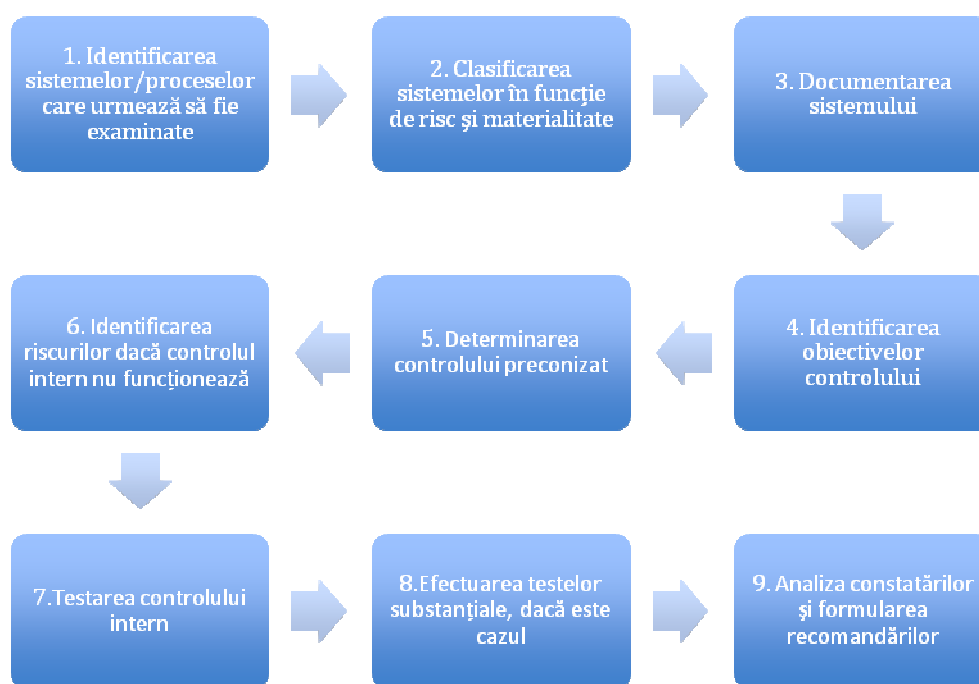 1. Identificarea
sistemelor/proceselor
care urmează să fie
examinate
2. Clasificarea
sistemelor în funcţie
de risc şi materialitate
3. Documentarea
sistemului
4. Identificarea
obiectivelor
controlului
5. Determinarea
controlului preconizat
6. Identificarea
riscurilor dacă controlul
intern nu funcţionează
7.Testarea controlului
intern
8.Efectuarea testelor
substanţiale, dacă este
cazul
9. Analiza constatărilor
şi formularea
recomandărilor